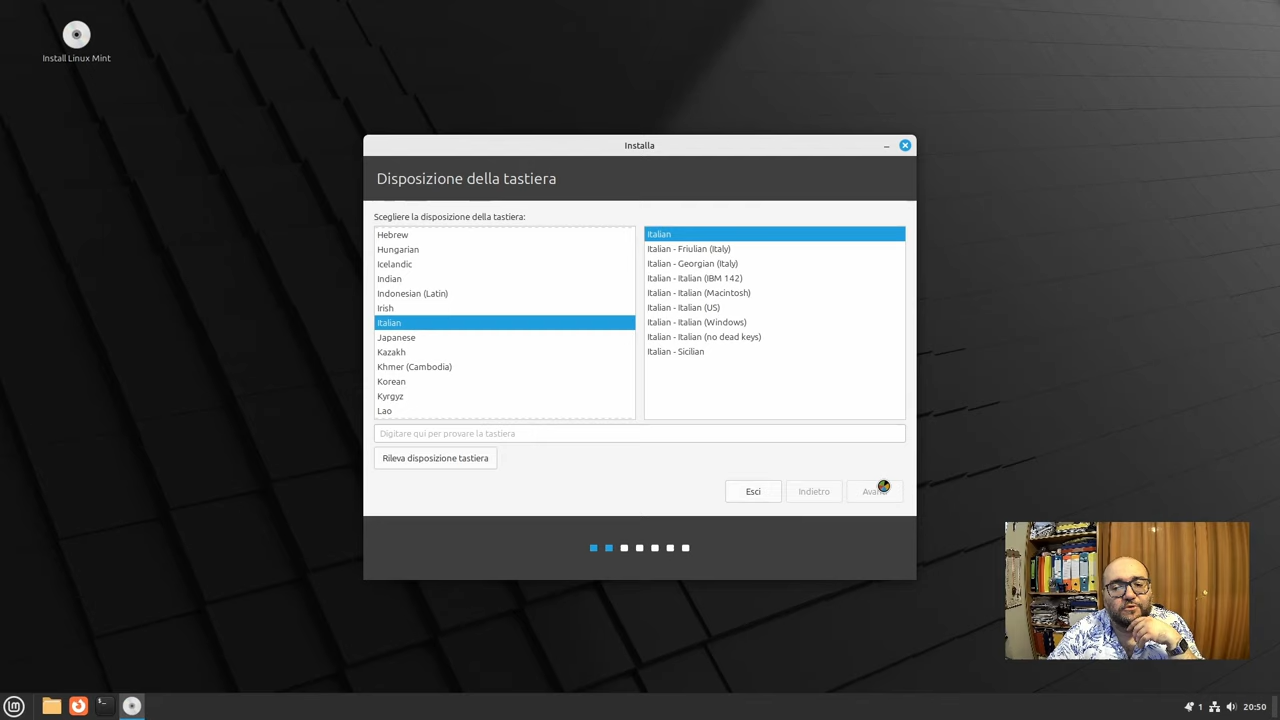 Install Linux Mint
Installa
Disposizione della tastiera
Scegliere la disposizione della tastiera:
Hebrew
Hungarian
Icelandic
Indian
Indonesian (Latin)
Irish
Italian
Japanese
Kazakh
Khmer (Cambodia)
Korean
Kyrgyz
Lao
Italian
Italian - Friulian (Italy)
Italian - Georgian (Italy)
Italian - Italian (IBM 142)
Italian - Italian (Macintosh)
Italian - Italian (US)
Italian - Italian (Windows)
Italian - Italian (no dead keys)
Italian - Sicilian
Digitare qui per provare la tastiera
Rileva disposizione tastiera
Esci
Indietro
1
20:50